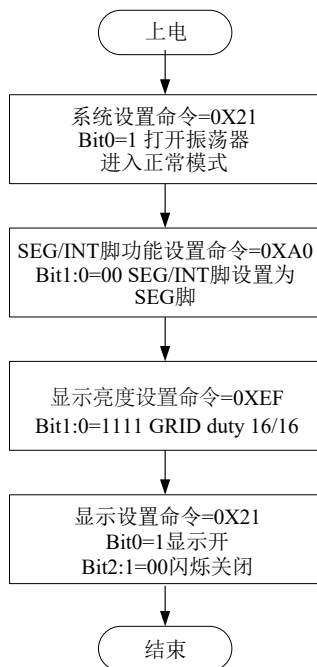 上电
系统设置命令=0X21
Bit0=1 打开振荡器
进入正常模式
SEG/INT脚功能设置命令=0XA0
Bit1:0=00 SEG/INT脚设置为
SEG脚
显示亮度设置命令=0XEF
Bit1:0=1111 GRID duty 16/16
显示设置命令=0X21
Bit0=1显示开
Bit2:1=00闪烁关闭
结束